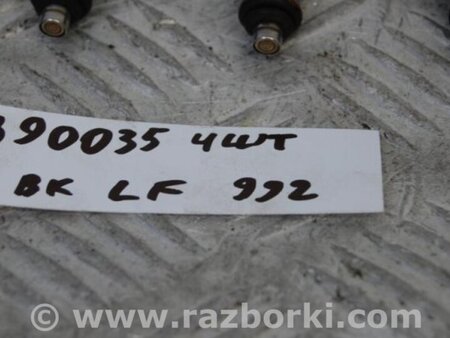 390035 4шт
BK LF 992
© www.razborki.com